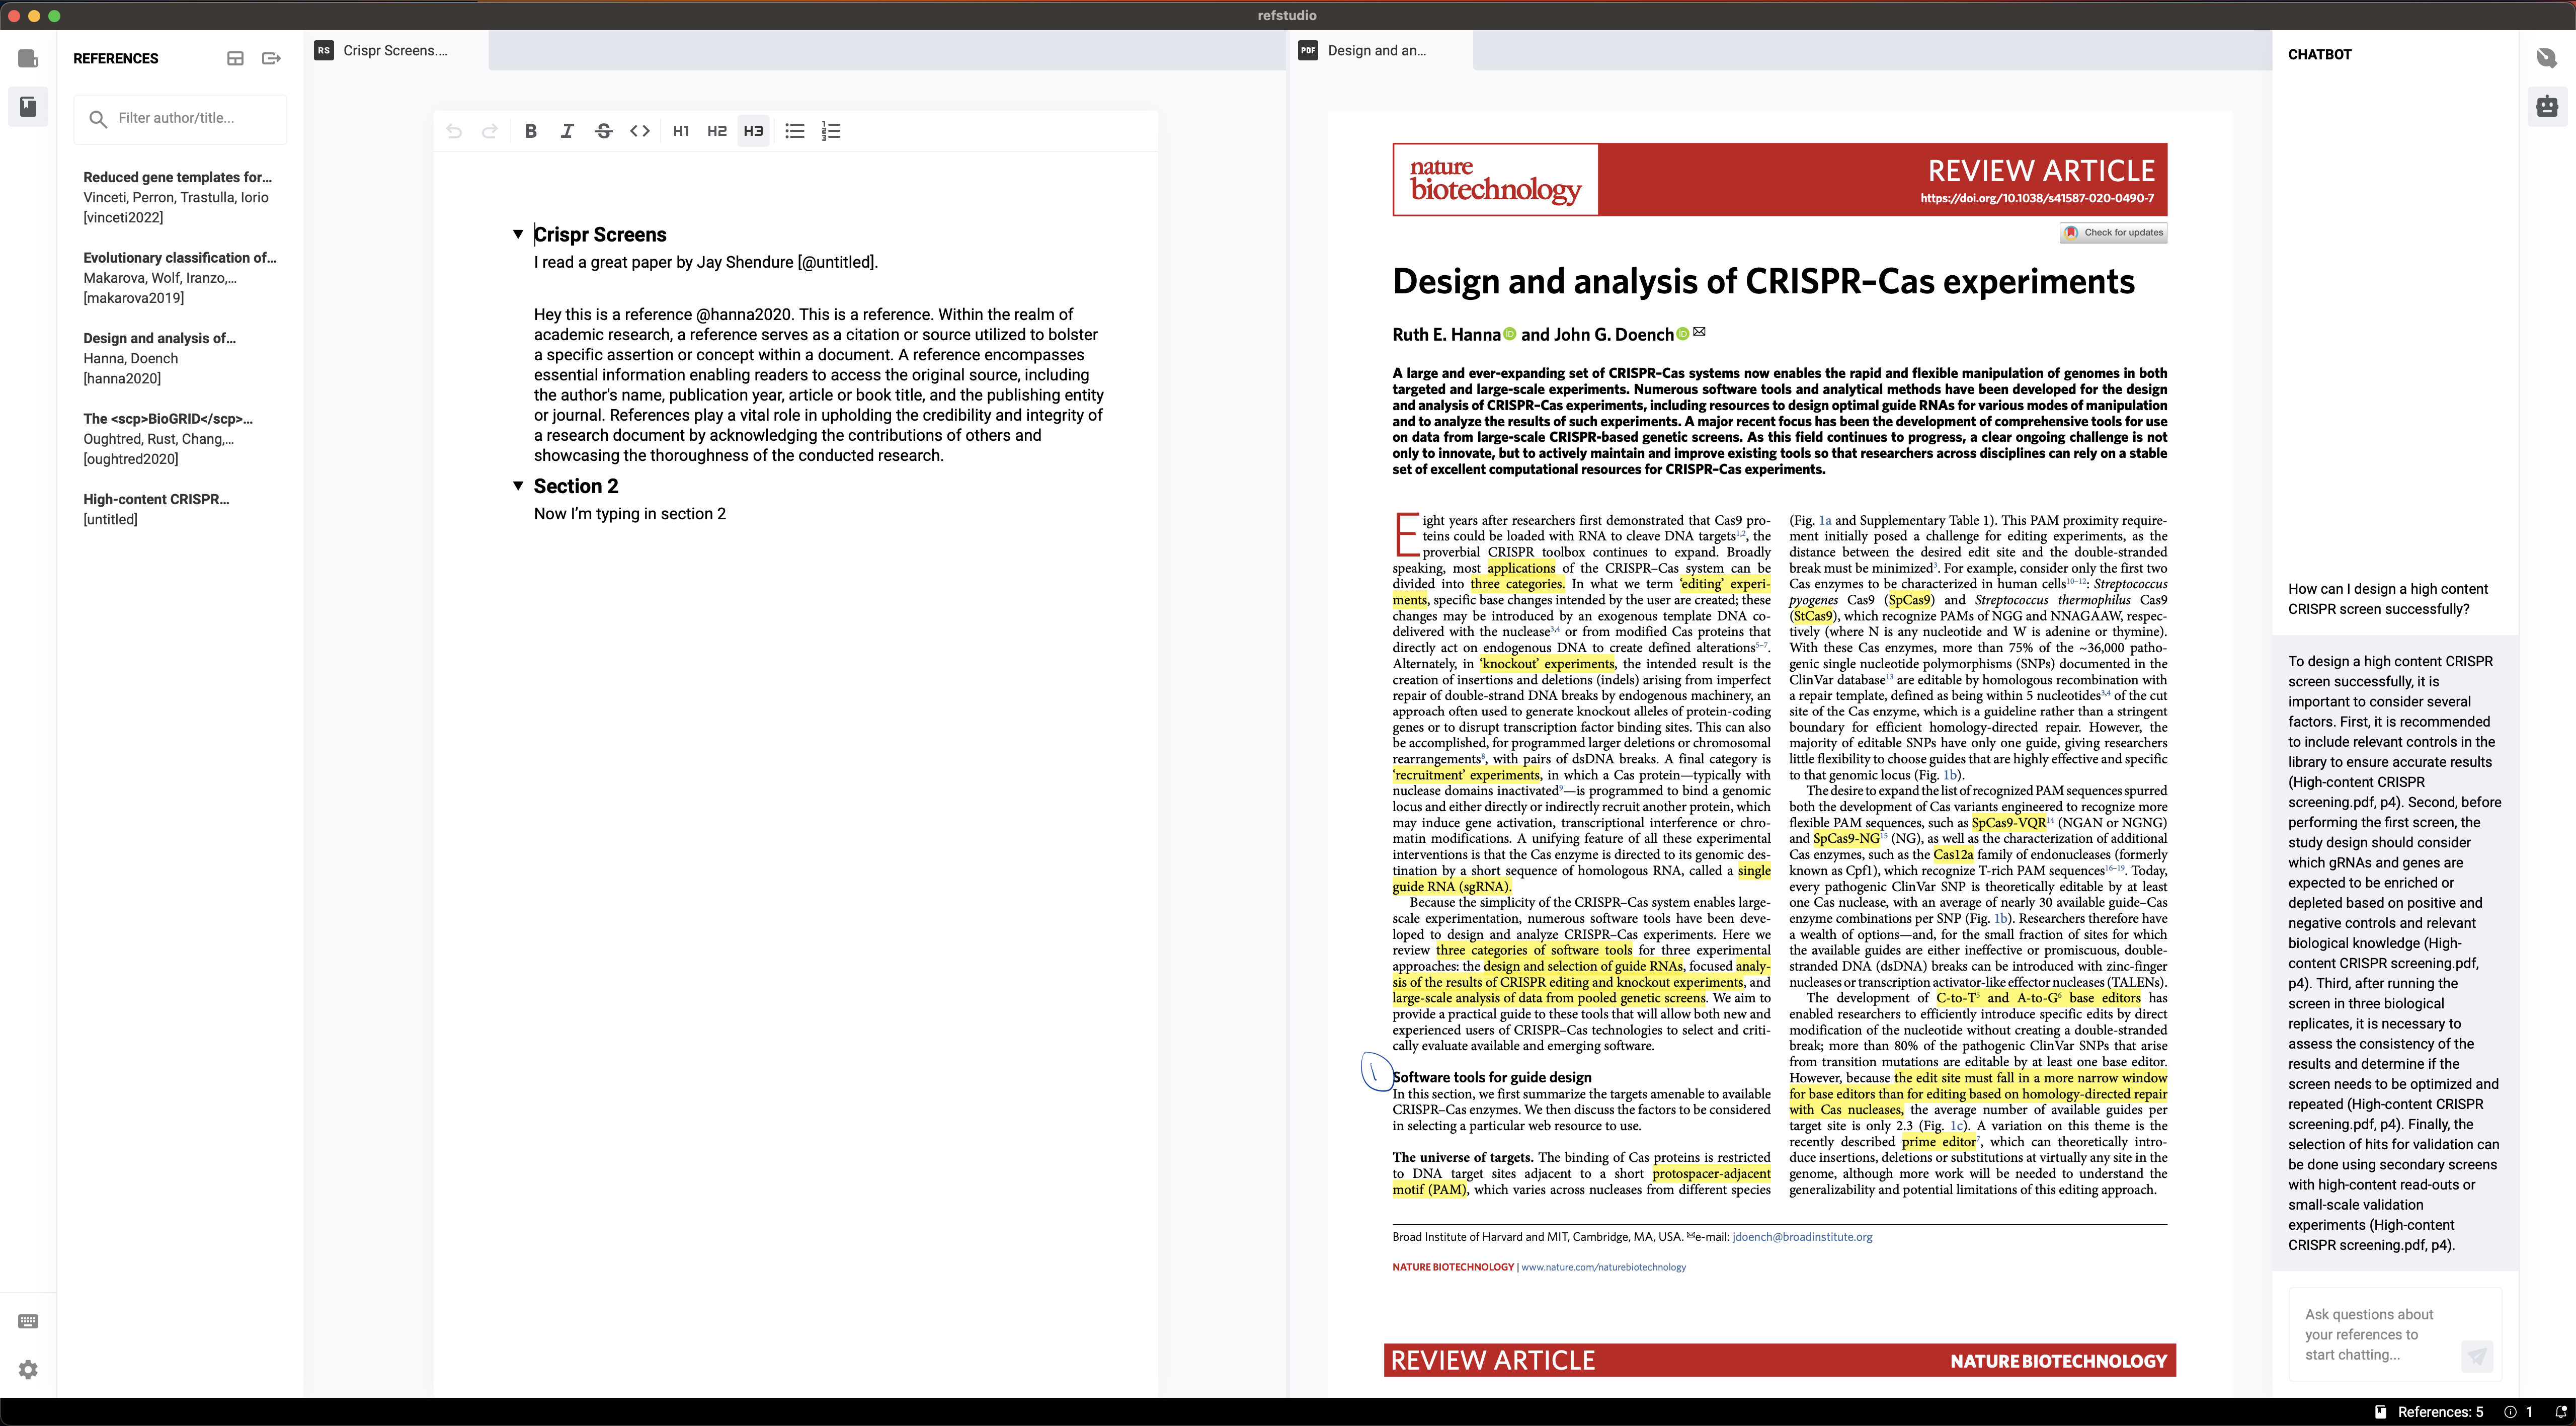 refstudio
REFERENCES
Filter author/title...
Reduced gene templates for...
Vinceti, Perron, Trastulla, Iorio
[vinceti2022]
Evolutionary classification of...
Makarova, Wolf, Iranzo,...
[makarova2019]
Design and analysis of...
Hanna, Doench
[hanna2020]
The <scp>BioGRID</scp>...
Oughtred, Rust, Chang,...
[oughtred2020]
High-content CRISPR...
[untitled]
RS Crispr Screens....
B I S <> H1 H2 H3
Crispr Screens
I read a great paper by Jay Shendure [@untitled].
Hey this is a reference @hanna2020. This is a reference. Within the realm of
academic research, a reference serves as a citation or source utilized to bolster
a specific assertion or concept within a document. A reference encompasses
essential information enabling readers to access the original source, including
the author's name, publication year, article or book title, and the publishing entity
or journal. References play a vital role in upholding the credibility and integrity of
a research document by acknowledging the contributions of others and
showcasing the thoroughness of the conducted research.
Section 2
Now I'm typing in section 2
PDF Design and an...
nature
biotechnology
REVIEW ARTICLE
https://doi.org/10.1038/s41587-020-0490-7
Check for updates
Design and analysis of CRISPR–Cas experiments
Ruth E. Hanna iD and John G. Doench iD
A large and ever-expanding set of CRISPR–Cas systems now enables the rapid and flexible manipulation of genomes in both
targeted and large-scale experiments. Numerous software tools and analytical methods have been developed for the design
and analysis of CRISPR–Cas experiments, including resources to design optimal guide RNAs for various modes of manipulation
and to analyze the results of such experiments. A major recent focus has been the development of comprehensive tools for use
on data from large-scale CRISPR-based genetic screens. As this field continues to progress, a clear ongoing challenge is not
only to innovate, but to actively maintain and improve existing tools so that researchers across disciplines can rely on a stable
set of excellent computational resources for CRISPR–Cas experiments.
Eight years after researchers first demonstrated that Cas9 pro-
teins could be loaded with RNA to cleave DNA targets1,2, the
proverbial CRISPR toolbox continues to expand. Broadly
speaking, most applications of the CRISPR–Cas system can be
divided into three categories. In what we term ‘editing’ experi-
ments, specific base changes intended by the user are created; these
changes may be introduced by an exogenous template DNA co-
delivered with the nuclease3,4 or from modified Cas proteins that
directly act on endogenous DNA to create defined alterations5–7.
Alternately, in ‘knockout’ experiments, the intended result is the
creation of insertions and deletions (indels) arising from imperfect
repair of double-strand DNA breaks by endogenous machinery, an
approach often used to generate knockout alleles of protein-coding
genes or to disrupt transcription factor binding sites. This can also
be accomplished, for programmed larger deletions or chromosomal
rearrangements8, with pairs of dsDNA breaks. A final category is
‘recruitment’ experiments, in which a Cas protein—typically with
nuclease domains inactivated9—is programmed to bind a genomic
locus and either directly or indirectly recruit another protein, which
may induce gene activation, transcriptional interference or chro-
matin modifications. A unifying feature of all these experimental
interventions is that the Cas enzyme is directed to its genomic des-
tination by a short sequence of homologous RNA, called a single
guide RNA (sgRNA).
Because the simplicity of the CRISPR–Cas system enables large-
scale experimentation, numerous software tools have been deve-
loped to design and analyze CRISPR–Cas experiments. Here we
review three categories of software tools for three experimental
approaches: the design and selection of guide RNAs, focused analy-
sis of the results of CRISPR editing and knockout experiments, and
large-scale analysis of data from pooled genetic screens. We aim to
provide a practical guide to these tools that will allow both new and
experienced users of CRISPR–Cas technologies to select and criti-
cally evaluate available and emerging software.
1
Software tools for guide design
In this section, we first summarize the targets amenable to available
CRISPR–Cas enzymes. We then discuss the factors to be considered
in selecting a particular web resource to use.
The universe of targets. The binding of Cas proteins is restricted
to DNA target sites adjacent to a short protospacer-adjacent
motif (PAM), which varies across nucleases from different species
(Fig. 1a and Supplementary Table 1). This PAM proximity require-
ment initially posed a challenge for editing experiments, as the
distance between the desired edit site and the double-stranded
break must be minimized3. For example, consider only the first two
Cas enzymes to be characterized in human cells10–12: Streptococcus
pyogenes Cas9 (SpCas9) and Streptococcus thermophilus Cas9
(StCas9), which recognize PAMs of NGG and NNAGAAW, respec-
tively (where N is any nucleotide and W is adenine or thymine).
With these Cas enzymes, more than 75% of the ~36,000 patho-
genic single nucleotide polymorphisms (SNPs) documented in the
ClinVar database13 are editable by homologous recombination with
a repair template, defined as being within 5 nucleotides3,4 of the cut
site of the Cas enzyme, which is a guideline rather than a stringent
boundary for efficient homology-directed repair. However, the
majority of editable SNPs have only one guide, giving researchers
little flexibility to choose guides that are highly effective and specific
to that genomic locus (Fig. 1b).
The desire to expand the list of recognized PAM sequences spurred
both the development of Cas variants engineered to recognize more
flexible PAM sequences, such as SpCas9-VQR14 (NGAN or NGNG)
and SpCas9-NG15 (NG), as well as the characterization of additional
Cas enzymes, such as the Cas12a family of endonucleases (formerly
known as Cpf1), which recognize T-rich PAM sequences16–19. Today,
every pathogenic ClinVar SNP is theoretically editable by at least
one Cas nuclease, with an average of nearly 30 available guide–Cas
enzyme combinations per SNP (Fig. 1b). Researchers therefore have
a wealth of options—and, for the small fraction of sites for which
the available guides are either ineffective or promiscuous, double-
stranded DNA (dsDNA) breaks can be introduced with zinc-finger
nucleases or transcription activator-like effector nucleases (TALENs).
The development of C-to-T5 and A-to-G6 base editors has
enabled researchers to efficiently introduce specific edits by direct
modification of the nucleotide without creating a double-stranded
break; more than 80% of the pathogenic ClinVar SNPs that arise
from transition mutations are editable by at least one base editor.
However, because the edit site must fall in a more narrow window
for base editors than for editing based on homology-directed repair
with Cas nucleases, the average number of available guides per
target site is only 2.3 (Fig. 1c). A variation on this theme is the
recently described prime editor7, which can theoretically intro-
duce insertions, deletions or substitutions at virtually any site in the
genome, although more work will be needed to understand the
generalizability and potential limitations of this editing approach.
Broad Institute of Harvard and MIT, Cambridge, MA, USA. ✉e-mail: jdoench@broadinstitute.org
NATURE BIOTECHNOLOGY | www.nature.com/naturebiotechnology
REVIEW ARTICLE
NATURE BIOTECHNOLOGY
CHATBOT
How can I design a high content
CRISPR screen successfully?
To design a high content CRISPR
screen successfully, it is
important to consider several
factors. First, it is recommended
to include relevant controls in the
library to ensure accurate results
(High-content CRISPR
screening.pdf, p4). Second, before
performing the first screen, the
study design should consider
which gRNAs and genes are
expected to be enriched or
depleted based on positive and
negative controls and relevant
biological knowledge (High-
content CRISPR screening.pdf,
p4). Third, after running the
screen in three biological
replicates, it is necessary to
assess the consistency of the
results and determine if the
screen needs to be optimized and
repeated (High-content CRISPR
screening.pdf, p4). Finally, the
selection of hits for validation can
be done using secondary screens
with high-content read-outs or
small-scale validation
experiments (High-content
CRISPR screening.pdf, p4).
Ask questions about
your references to
start chatting...
References: 5 1